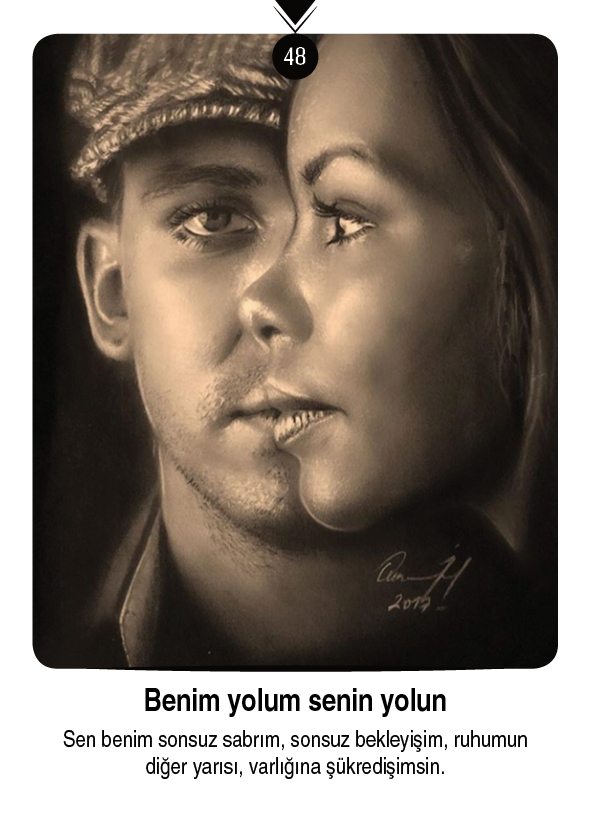 48
2017
Benim yolum senin yolun
Sen benim sonsuz sabrım, sonsuz bekleyişim, ruhumun
diğer yarısı, varlığına şükredişimsin.